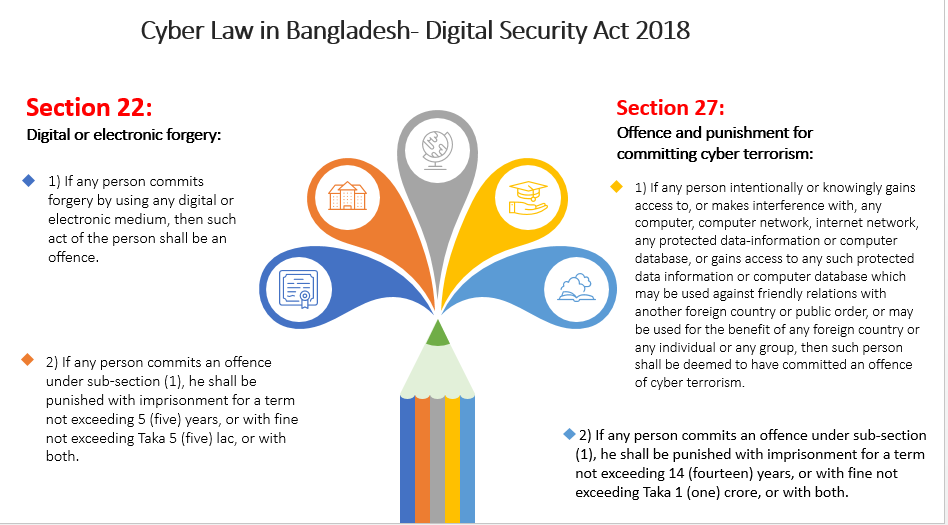 Cyber Law in Bangladesh- Digital Security Act 2018
Section 22:
Digital or electronic forgery:
1) If any person commits
forgery by using any digital or
electronic medium, then such
act of the person shall be an
offence.
2) If any person commits an offence
under sub-section (1), he shall be
punished with imprisonment for a term
not exceeding 5 (five) years, or with fine
not exceeding Taka 5 (five) lac, or with
both.
Section 27:
Offence and punishment for
committing cyber terrorism:
1) If any person intentionally or knowingly gains
access to, or makes interference with, any
computer, computer network, internet network,
any protected data-information or computer
database, or gains access to any such protected
data information or computer database which
may be used against friendly relations with
another foreign country or public order, or may
be used for the benefit of any foreign country or
any individual or any group, then such person
shall be deemed to have committed an offence
of cyber terrorism.
2) If any person commits an offence under sub-section
(1), he shall be punished with imprisonment for a term
not exceeding 14 (fourteen) years, or with fine not
exceeding Taka 1 (one) crore, or with both.